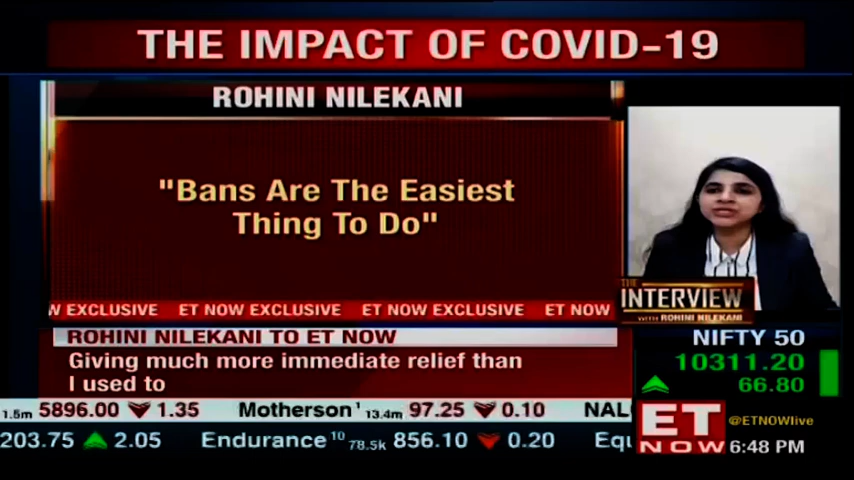 THE IMPACT OF COVID-19
ROHINI NILEKANI
"Bans Are The Easiest
Thing To Do"
W EXCLUSIVE ET NOW EXCLUSIVE ET NOW EXCLUSIVE ET NOW
THE
INTERVIEW
WITH ROHINI NILEKANI
ROHINI NILEKANI TO ET NOW
Giving much more immediate relief than
I used to
NIFTY 50
10311.20
66.80
1.5m 5896.00 1.35 Motherson 1 13.4m 97.25 0.10 NAL
203.75 2.05 Endurance 10 78.5k 856.10 0.20 Equ
ET
NOW
@ETNOWlive
6:48 PM